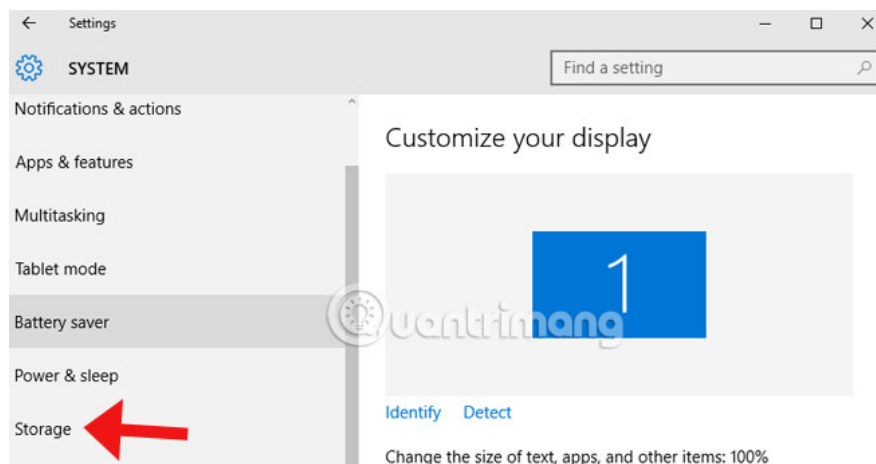 Settings
SYSTEM
Find a setting
Notifications & actions
Apps & features
Multitasking
Tablet mode
Battery saver
Power & sleep
Storage
Customize your display
1
Quantrimang
Identify Detect
Change the size of text, apps, and other items: 100%